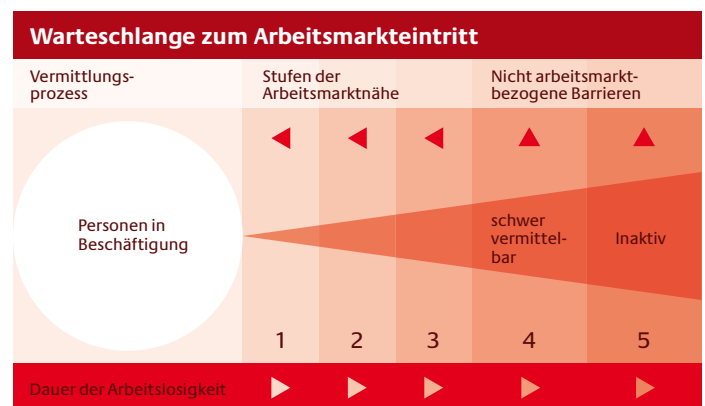 Warteschlange zum Arbeitsmarkteintritt
Vermittlungs-
prozess
Stufen der
Arbeitsmarktnähe
Nicht arbeitsmarkt-
bezogene Barrieren
Personen in
Beschäftigung
schwer
vermittel-
bar
Inaktiv
1 2 3 4 5
Dauer der Arbeitslosigkeit